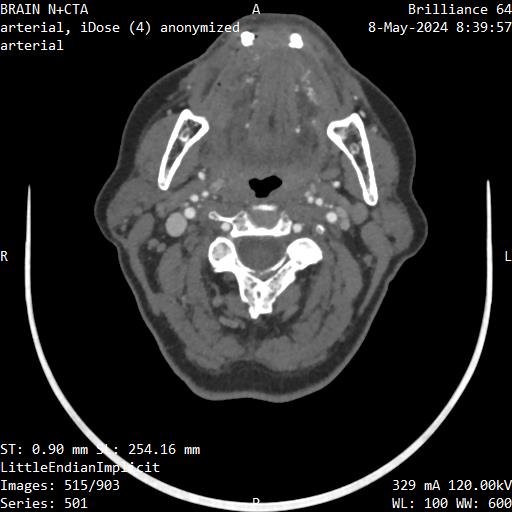 BRAIN N+CTA
A
Brilliance 64
arterial, iDose (4) anonymized
8-May-2024 8:39:57
arterial
R
L
ST: 0.90 mm SL: 254.16 mm
LittleEndianImplicit
Images: 515/903
329 mA 120.00kV
Series: 501
P
WL: 100 WW: 600